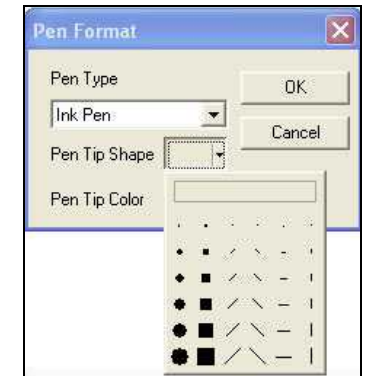 Pen Format
Pen Type
OK
Ink Pen
Cancel
Pen Tip Shape
Pen Tip Color